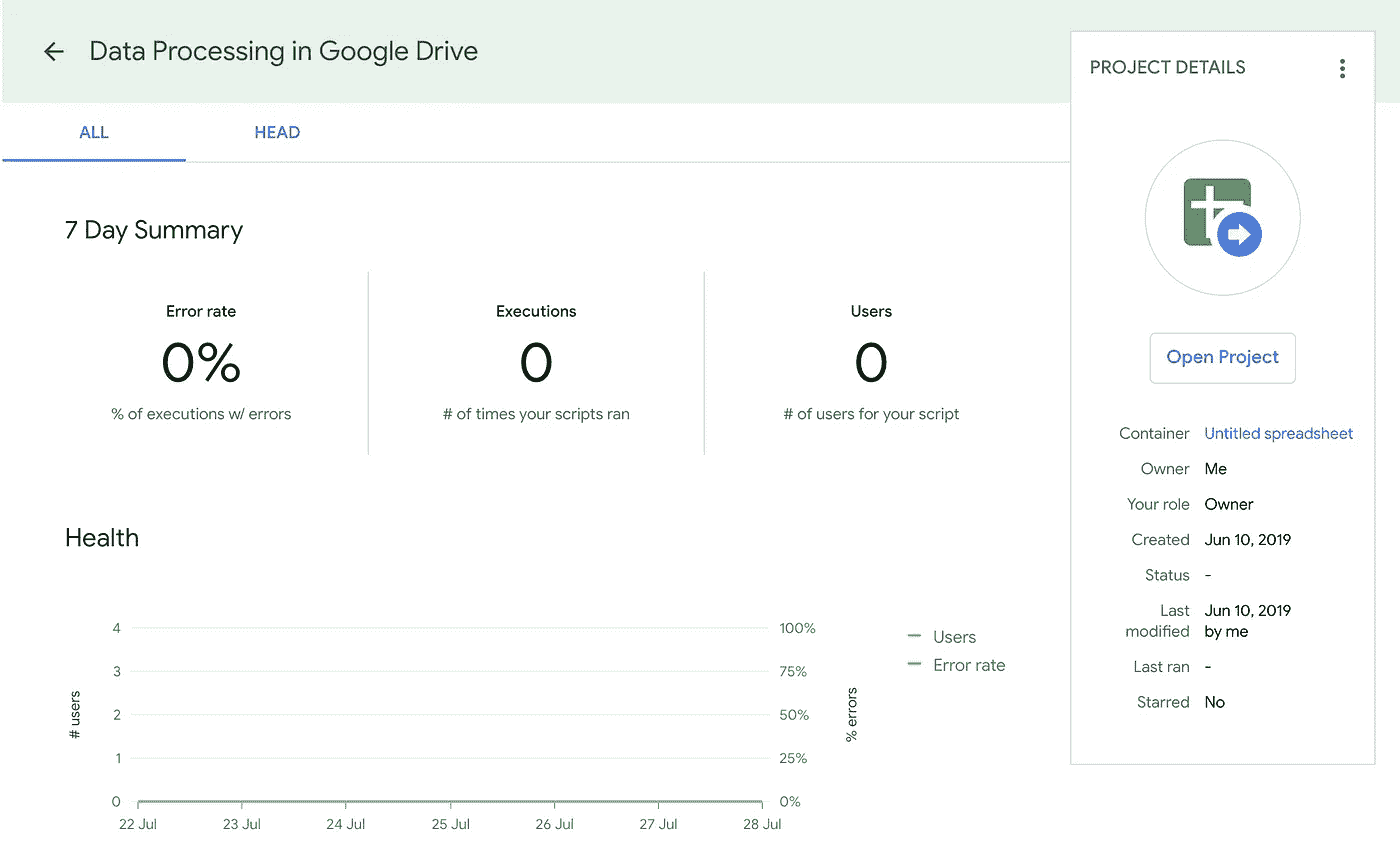 Data Processing in Google Drive
PROJECT DETAILS
ALL
HEAD
7 Day Summary
Error rate
0%
% of executions w/ errors
Executions
0
# of times your scripts ran
Users
0
# of users for your script
Open Project
Container Untitled spreadsheet
Owner Me
Your role Owner
Created Jun 10, 2019
Status -
Last modified Jun 10, 2019 by me
Last ran -
Starred No
Health
# users
4
3
2
1
0
100%
75%
50%
25%
0%
% errors
Users
Error rate
22 Jul 23 Jul 24 Jul 25 Jul 26 Jul 27 Jul 28 Jul